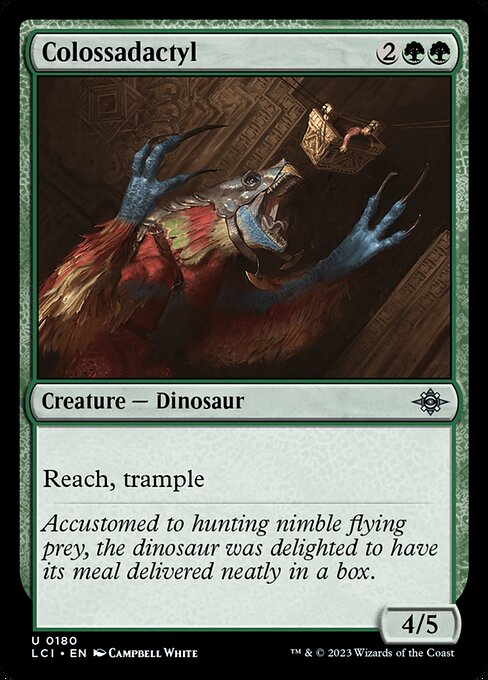 Colossadactyl 2
Creature — Dinosaur
Reach, trample
Accustomed to hunting nimble flying
prey, the dinosaur was delighted to have
its meal delivered neatly in a box.
4/5
U 0180
LCI • EN Campbell White
™ & © 2023 Wizards of the Coast